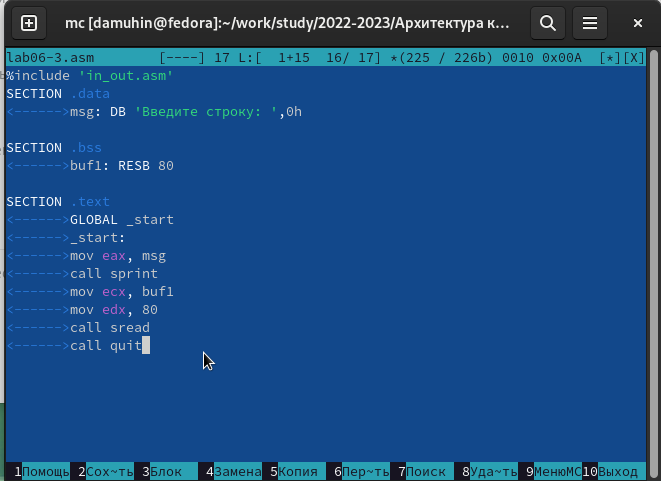 mc [damuhin@fedora]:~/work/study/2022-2023/Архитектура к...
lab06-3.asm [----] 17 L:[ 1+15 16/ 17] *(225 / 226b) 0010 0x00A [*][X]
%include 'in_out.asm'
SECTION .data
<------>msg: DB 'Введите строку: ',0h
SECTION .bss
<------>buf1: RESB 80
SECTION .text
<------>GLOBAL _start
<------>_start:
<------>mov eax, msg
<------>call sprint
<------>mov ecx, buf1
<------>mov edx, 80
<------>call sread
<------>call quit
1Помощь 2Сох~ть 3Блок 4Замена 5Копия 6Пер~ть 7Поиск 8Уда~ть 9МенюMC 10Выход